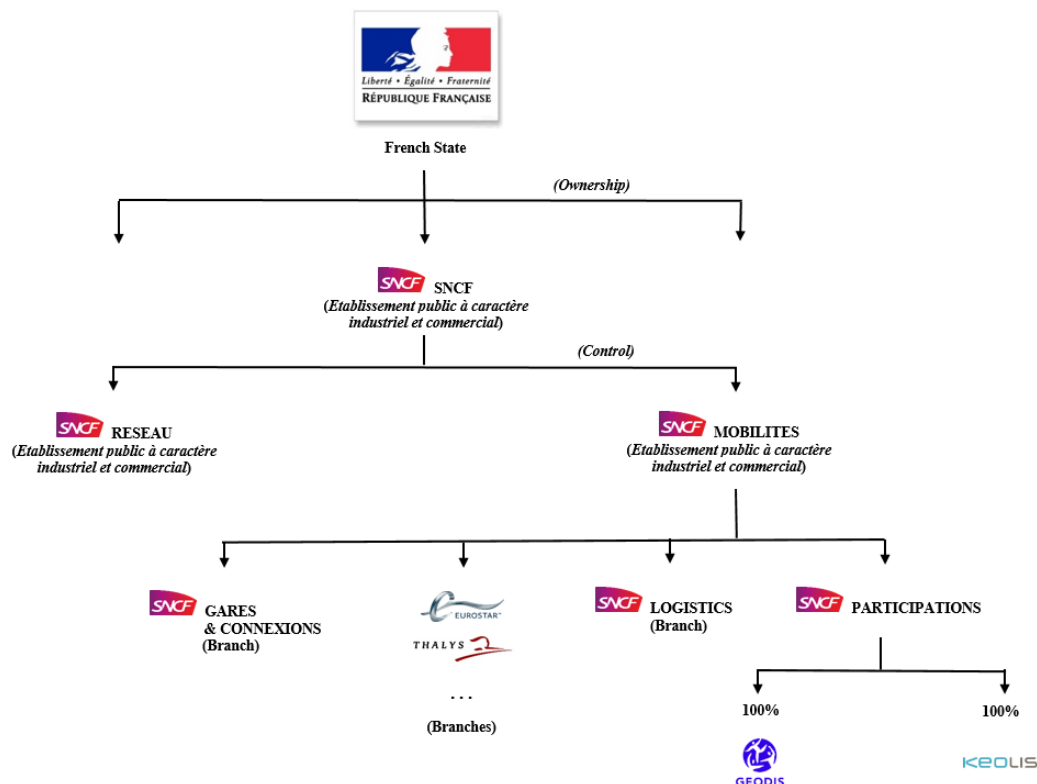 Liberté • Égalité • Fraternité
RÉPUBLIQUE FRANÇAISE
French State
(Ownership)
SNCF SNCF
(Etablissement public à caractère
industriel et commercial)
(Control)
SNCF RESEAU
(Etablissement public à caractère
industriel et commercial)
SNCF MOBILITES
(Etablissement public à caractère
industriel et commercial)
SNCF GARES
& CONNEXIONS
(Branch)
EUROSTAR™
THALYS
...
(Branches)
SNCF LOGISTICS
(Branch)
SNCF PARTICIPATIONS
100%
GEODIS
100%
KEOLIS